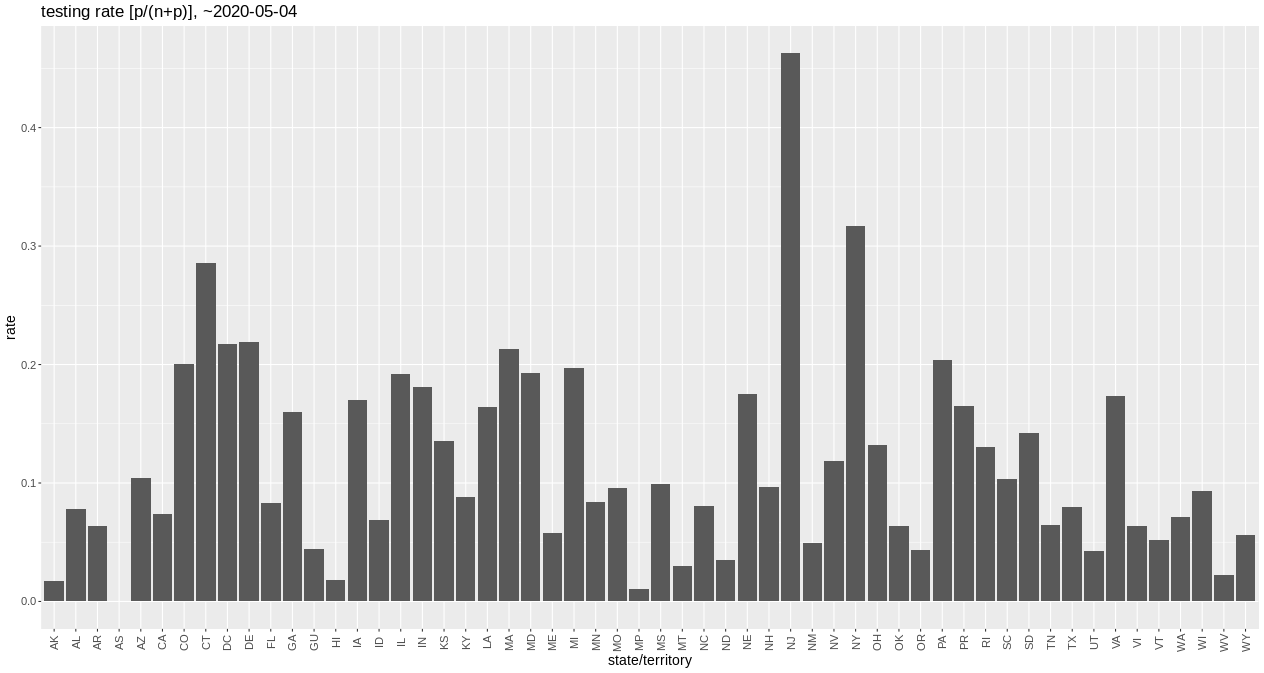 testing rate [p/(n+p)], ~2020-05-04
rate
0.4
0.3
0.2
0.1
0.0
AK AL AR AS AZ CA CO CT DC DE FL GA GU HI IA ID IL IN KS KY LA MA MD ME MI MN MO MP MS MT NC ND NE NH NJ NM NV NY OH OK OR PA PR RI SC SD TN TX UT VA VI VT WA WI WV WY
state/territory